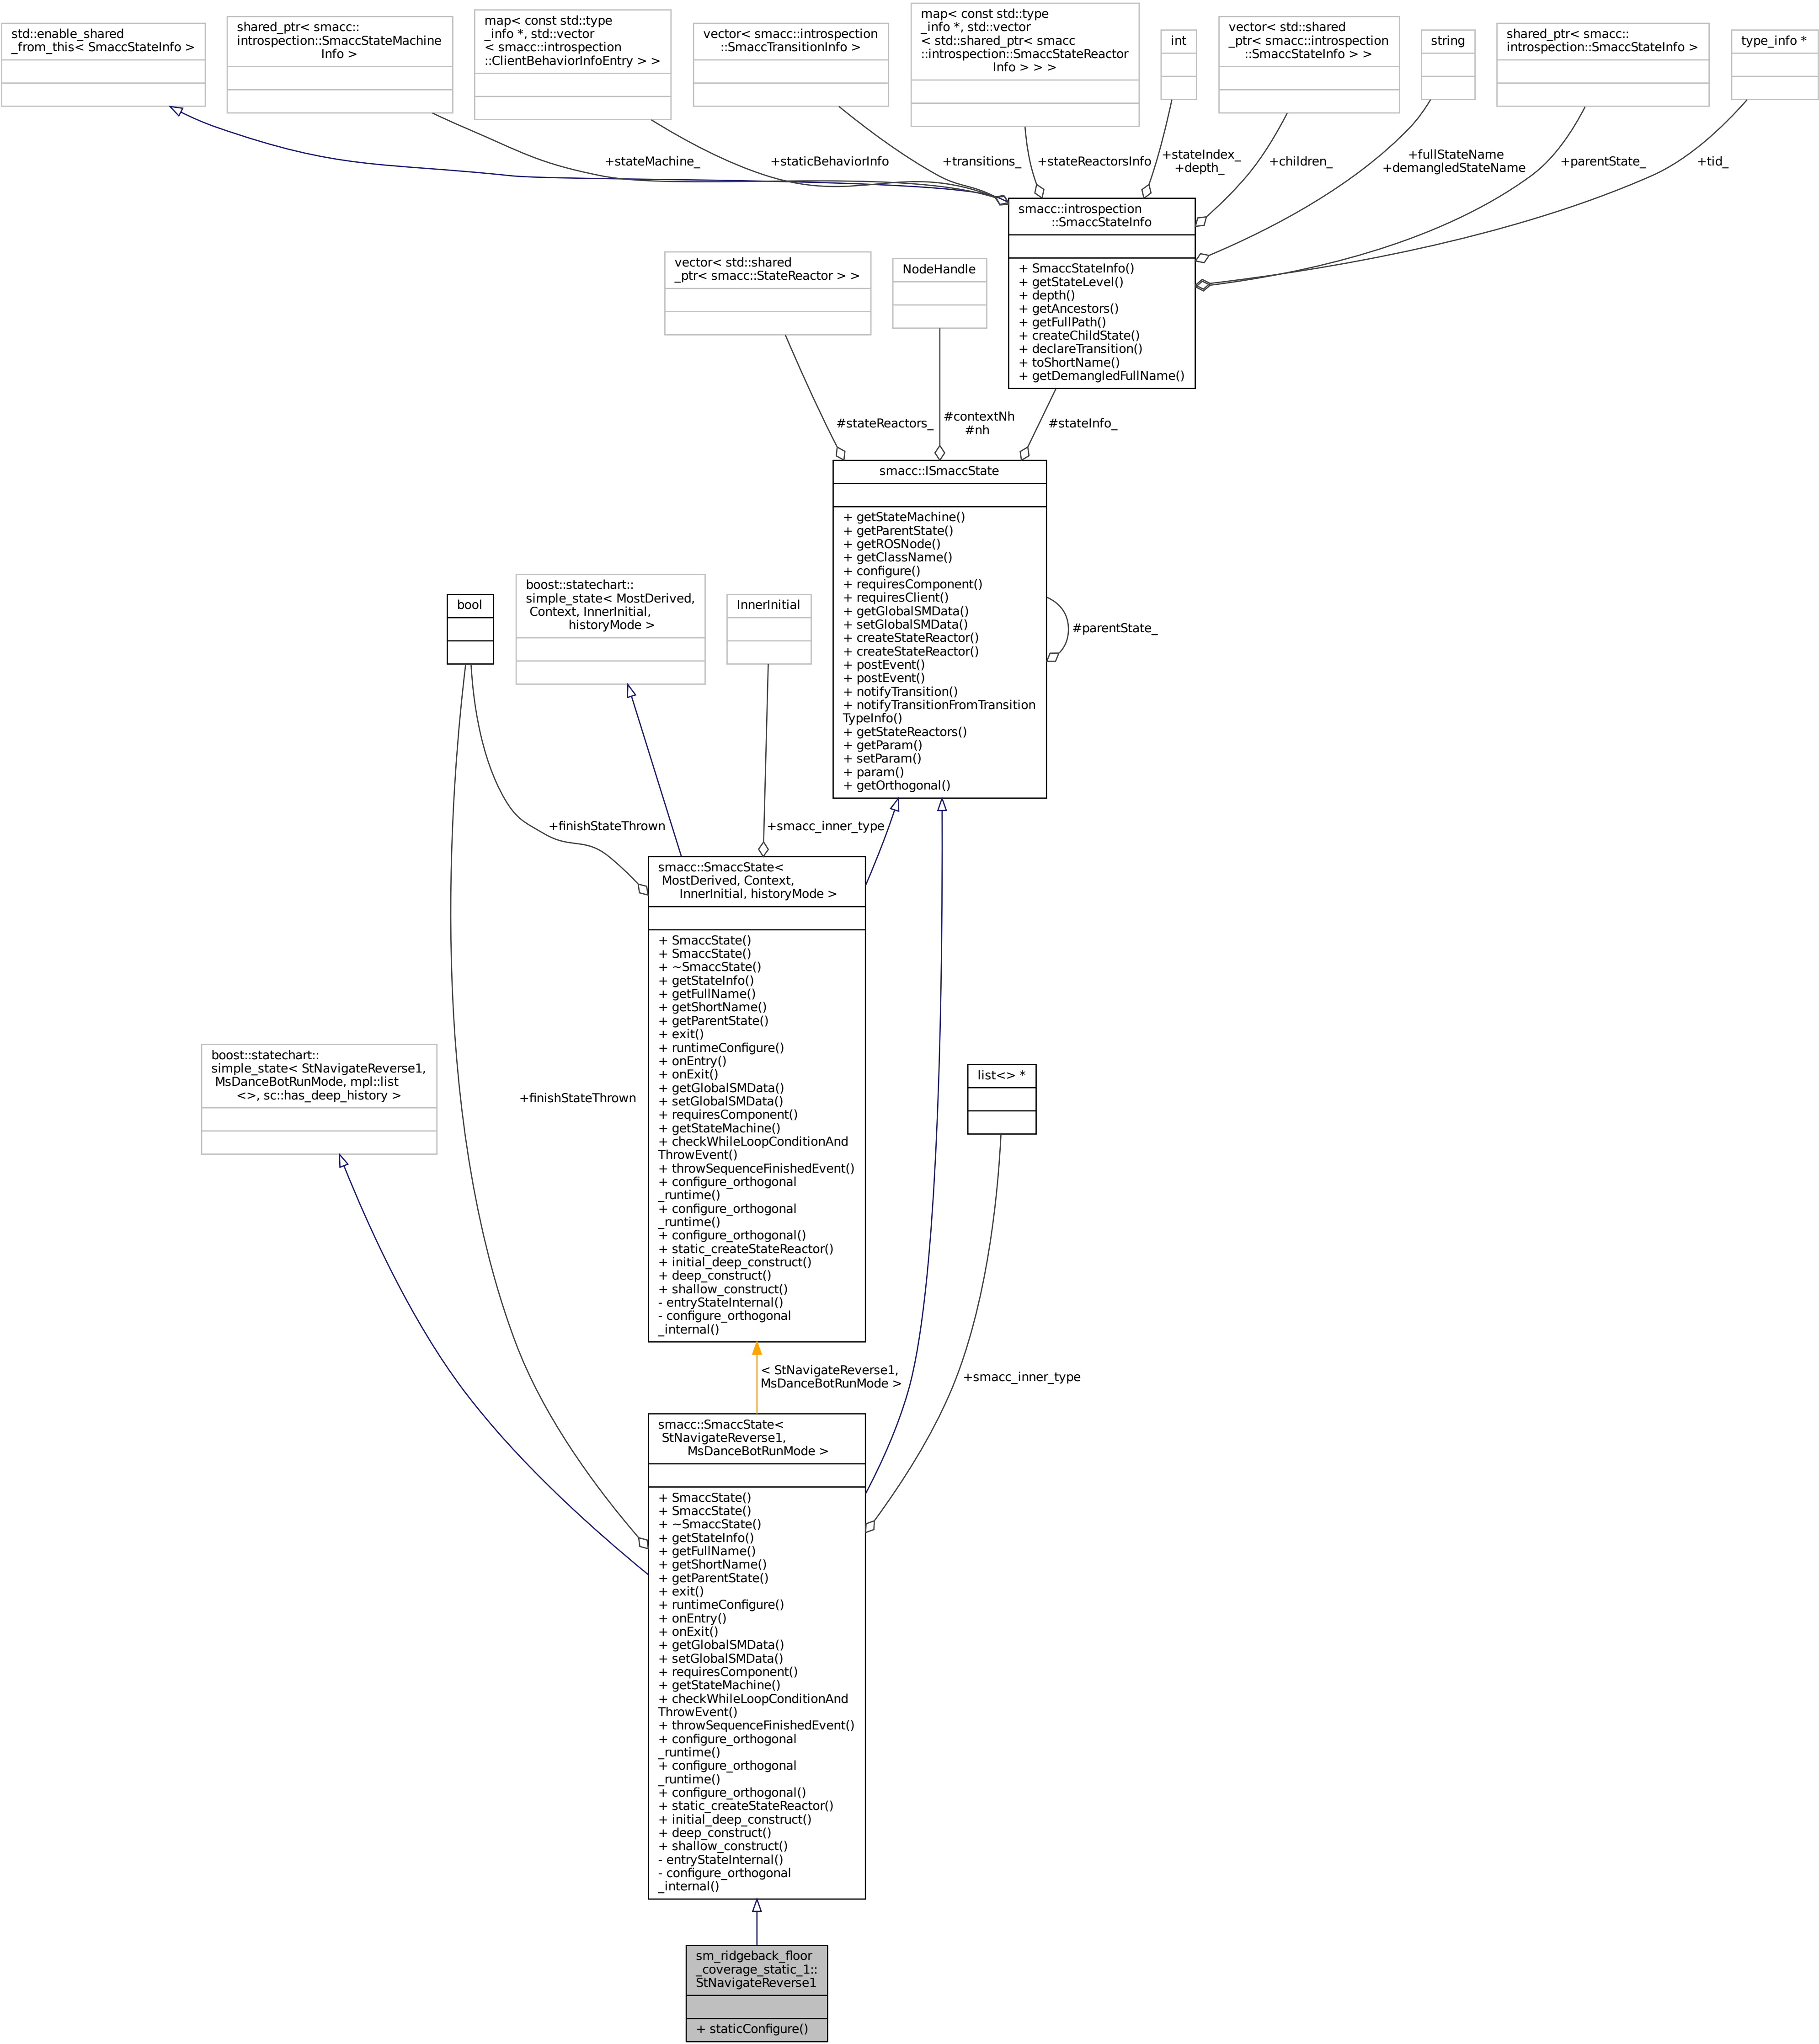 std::enable_shared
_from_this< SmaccStateInfo >
shared_ptr< smacc::
introspection::SmaccStateMachine
Info >
map< const std::type
_info *, std::vector
< smacc::introspection
::ClientBehaviorInfoEntry > >
vector< smacc::introspection
::SmaccTransitionInfo >
map< const std::type
_info *, std::vector
< std::shared_ptr< smacc
::introspection::SmaccStateReactor
Info > > >
int
vector< std::shared
_ptr< smacc::introspection
::SmaccStateInfo > >
string
shared_ptr< smacc::
introspection::SmaccStateInfo >
type_info *
+stateMachine_
+staticBehaviorInfo
+transitions_
+stateReactorsInfo
+stateIndex_
+depth_
+children_
+fullStateName
+demangledStateName
+parentState_
+tid_
smacc::introspection
::SmaccStateInfo
+ SmaccStateInfo()
+ getStateLevel()
+ depth()
+ getAncestors()
+ getFullPath()
+ createChildState()
+ declareTransition()
+ toShortName()
+ getDemangledFullName()
vector< std::shared
_ptr< smacc::StateReactor > >
NodeHandle
#stateReactors_
#contextNh
#nh
#stateInfo_
smacc::ISmaccState
+ getStateMachine()
+ getParentState()
+ getROSNode()
+ getClassName()
+ configure()
+ requiresComponent()
+ requiresClient()
+ getGlobalSMData()
+ setGlobalSMData()
+ createStateReactor()
+ createStateReactor()
+ postEvent()
+ postEvent()
+ notifyTransition()
+ notifyTransitionFromTransition
TypeInfo()
+ getStateReactors()
+ getParam()
+ setParam()
+ param()
+ getOrthogonal()
#parentState_
bool
boost::statechart::
simple_state< MostDerived,
Context, InnerInitial,
historyMode >
InnerInitial
+finishStateThrown
+smacc_inner_type
smacc::SmaccState<
MostDerived, Context,
InnerInitial, historyMode >
+ SmaccState()
+ SmaccState()
+ ~SmaccState()
+ getStateInfo()
+ getFullName()
+ getShortName()
+ getParentState()
+ exit()
+ runtimeConfigure()
+ onEntry()
+ onExit()
+ getGlobalSMData()
+ setGlobalSMData()
+ requiresComponent()
+ getStateMachine()
+ checkWhileLoopConditionAnd
ThrowEvent()
+ throwSequenceFinishedEvent()
+ configure_orthogonal
_runtime()
+ configure_orthogonal
_runtime()
+ configure_orthogonal()
+ static_createStateReactor()
+ initial_deep_construct()
+ deep_construct()
+ shallow_construct()
- entryStateInternal()
- configure_orthogonal
_internal()
boost::statechart::
simple_state< StNavigateReverse1,
MsDanceBotRunMode, mpl::list
<>, sc::has_deep_history >
+finishStateThrown
list<> *
< StNavigateReverse1,
MsDanceBotRunMode >
+smacc_inner_type
smacc::SmaccState<
StNavigateReverse1,
MsDanceBotRunMode >
+ SmaccState()
+ SmaccState()
+ ~SmaccState()
+ getStateInfo()
+ getFullName()
+ getShortName()
+ getParentState()
+ exit()
+ runtimeConfigure()
+ onEntry()
+ onExit()
+ getGlobalSMData()
+ setGlobalSMData()
+ requiresComponent()
+ getStateMachine()
+ checkWhileLoopConditionAnd
ThrowEvent()
+ throwSequenceFinishedEvent()
+ configure_orthogonal
_runtime()
+ configure_orthogonal
_runtime()
+ configure_orthogonal()
+ static_createStateReactor()
+ initial_deep_construct()
+ deep_construct()
+ shallow_construct()
- entryStateInternal()
- configure_orthogonal
_internal()
sm_ridgeback_floor
_coverage_static_1::
StNavigateReverse1
+ staticConfigure()